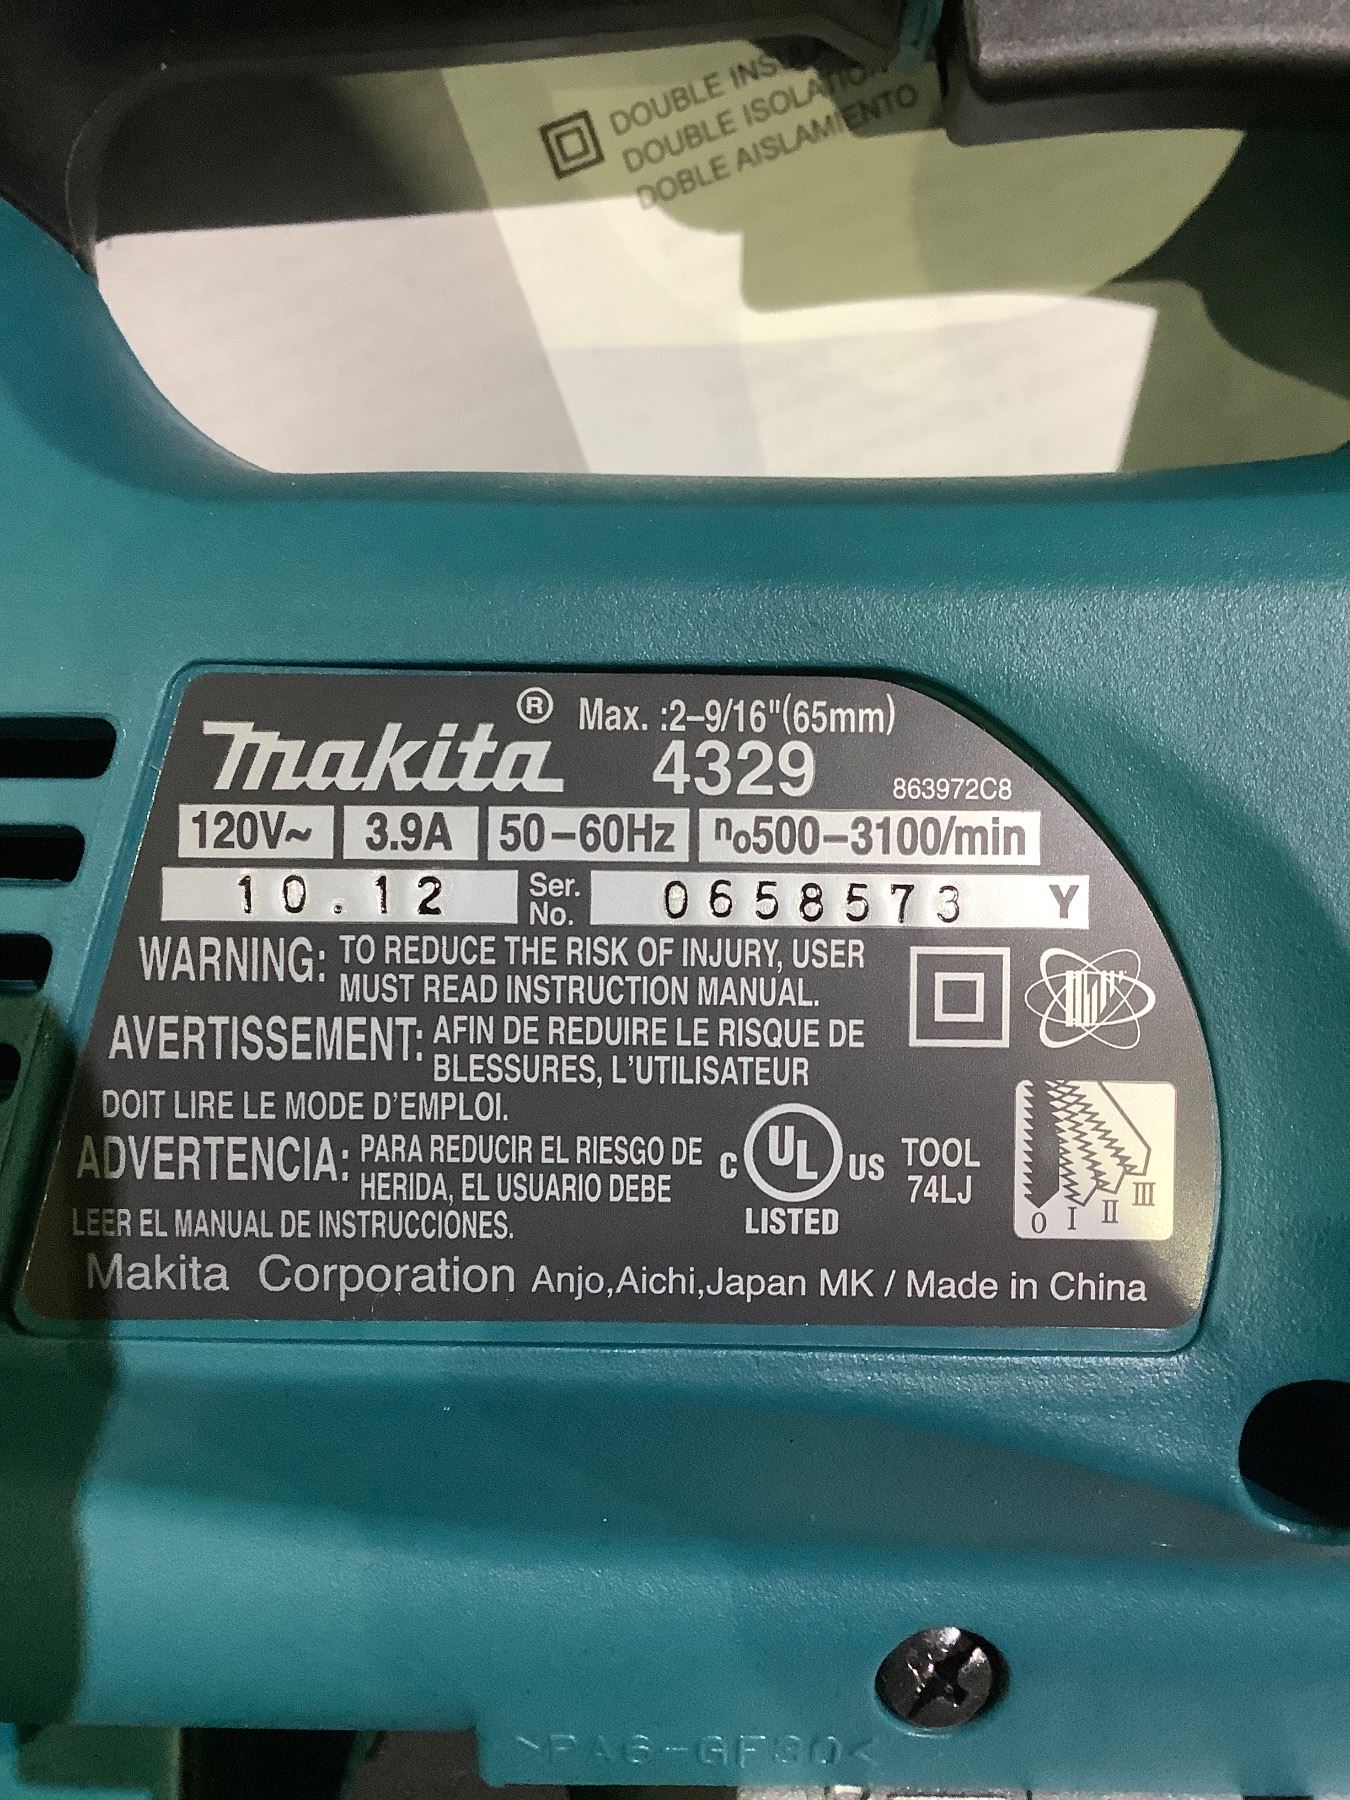 DOUBLE INSU
DOUBLE ISOLATION
DOBLE AISLAMIENTO
Makita® Max. :2–9/16"(65mm)
4329 863972C8
120V~ 3.9A 50–60Hz no500–3100/min
10.12 Ser. No. 0658573 Y
WARNING: TO REDUCE THE RISK OF INJURY, USER
MUST READ INSTRUCTION MANUAL.
AVERTISSEMENT: AFIN DE REDUIRE LE RISQUE DE
BLESSURES, L'UTILISATEUR
DOIT LIRE LE MODE D'EMPLOI.
ADVERTENCIA: PARA REDUCIR EL RIESGO DE
HERIDA, EL USUARIO DEBE
LEER EL MANUAL DE INSTRUCCIONES.
C UL US LISTED
TOOL
74LJ
0 I II III
Makita Corporation Anjo,Aichi,Japan MK / Made in China
>PA6-GF30<